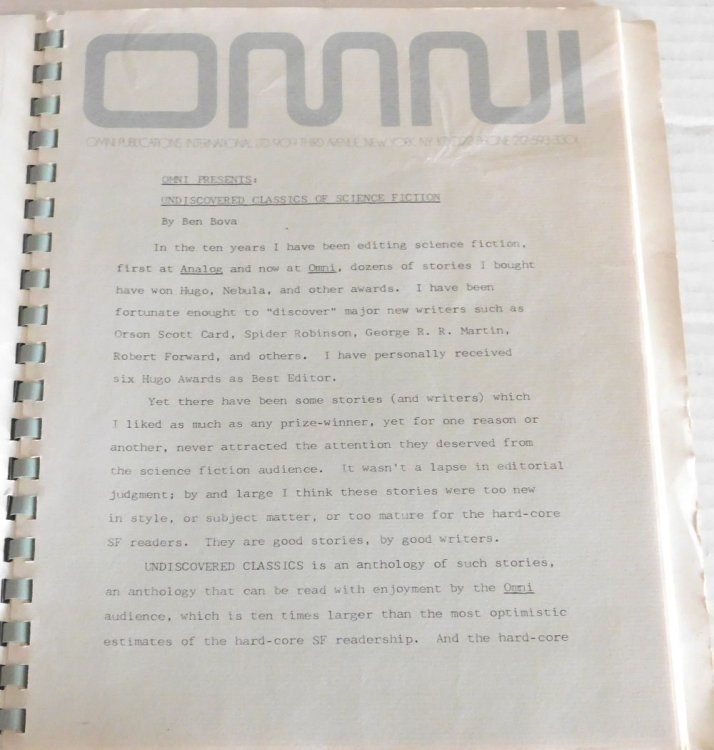 OMNI
OMNI PUBLICATIONS INTERNATIONAL LTD 909 THIRD AVENUE, NEW YORK, NY 10022 PHONE 212-593-3301
OMNI PRESENTS:
UNDISCOVERED CLASSICS OF SCIENCE FICTION
By Ben Bova
In the ten years I have been editing science fiction,
first at Analog and now at Omni, dozens of stories I bought
have won Hugo, Nebula, and other awards. I have been
fortunate enought to "discover" major new writers such as
Orson Scott Card, Spider Robinson, George R. R. Martin,
Robert Forward, and others. I have personally received
six Hugo Awards as Best Editor.
Yet there have been some stories (and writers) which
I liked as much as any prize-winner, yet for one reason or
another, never attracted the attention they deserved from
the science fiction audience. It wasn't a lapse in editorial
judgment; by and large I think these stories were too new
in style, or subject matter, or too mature for the hard-core
SF readers. They are good stories, by good writers.
UNDISCOVERED CLASSICS is an anthology of such stories,
an anthology that can be read with enjoyment by the Omni
audience, which is ten times larger than the most optimistic
estimates of the hard-core SF readership. And the hard-core